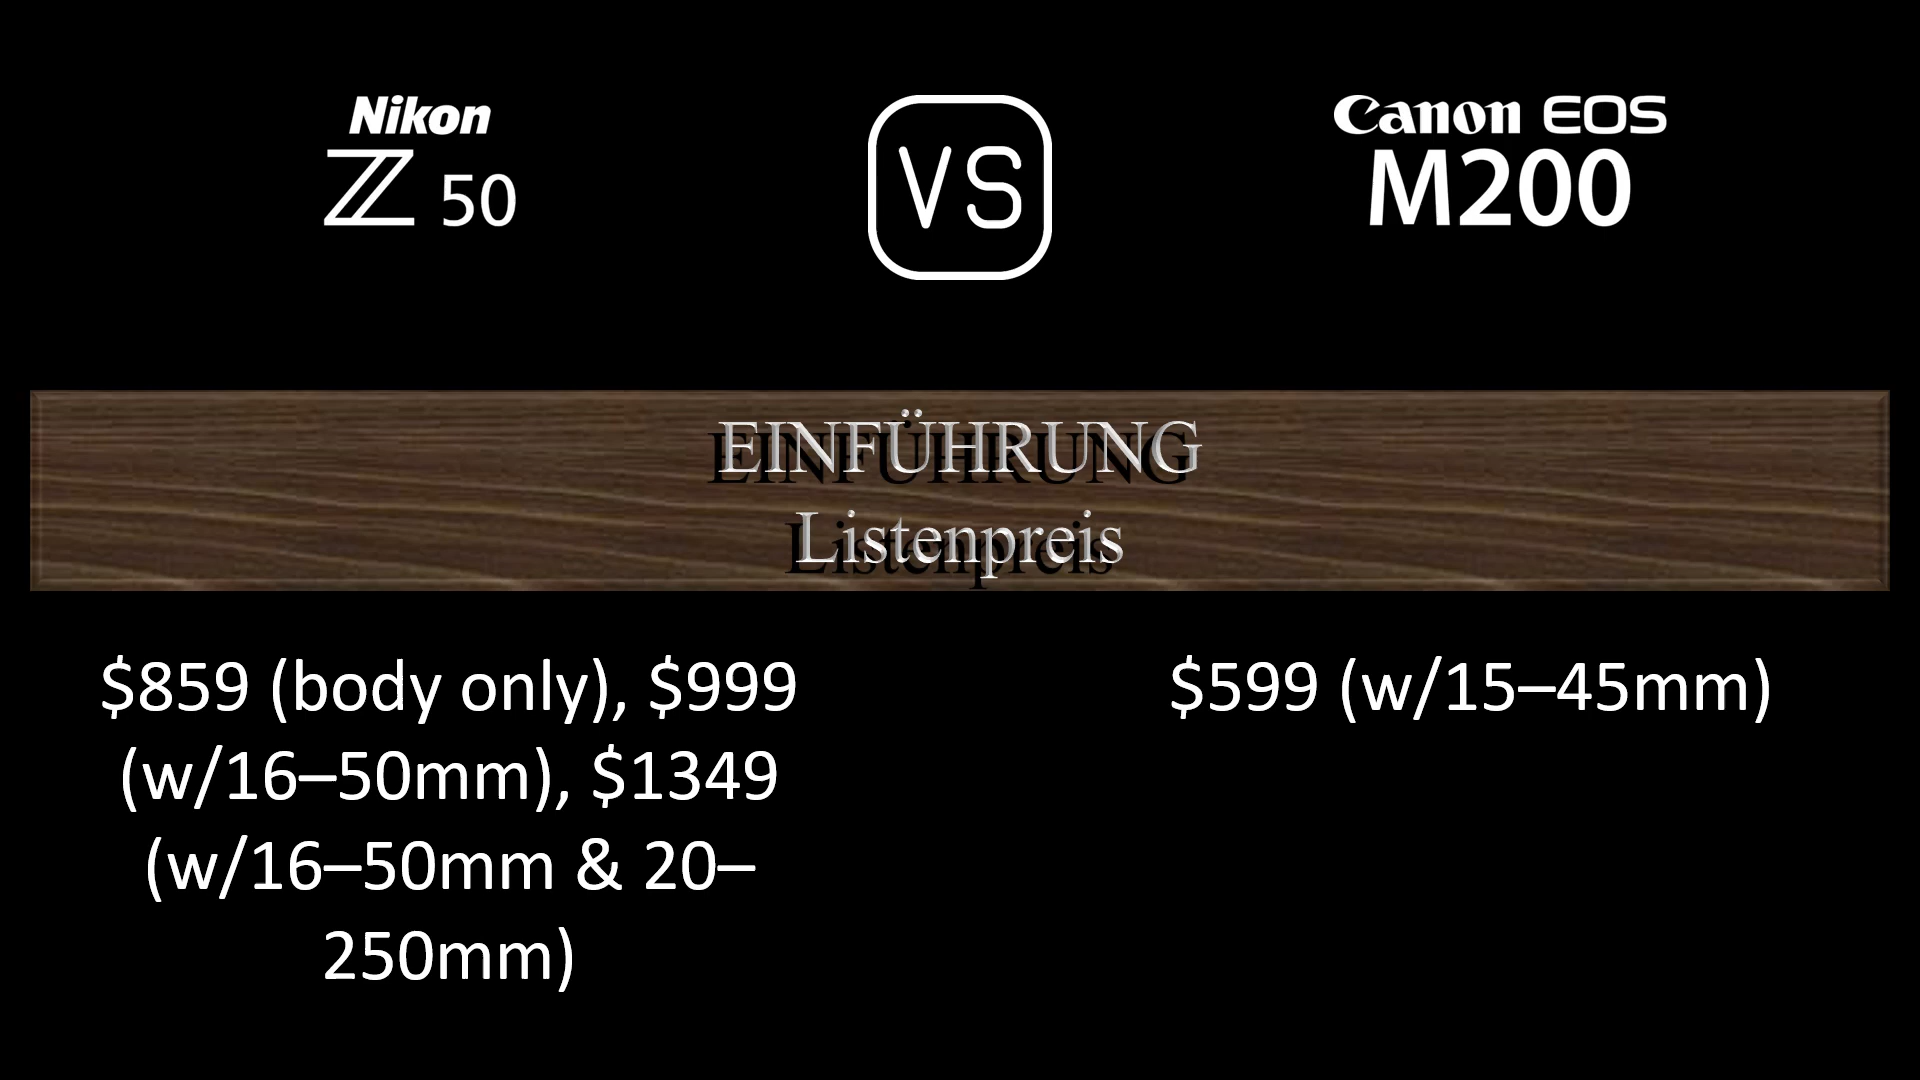 Nikon
Z 50
VS
Canon EOS
M200
EINFÜHRUNG
Listenpreis
$859 (body only), $999
(w/16–50mm), $1349
(w/16–50mm & 20–
250mm)
$599 (w/15–45mm)